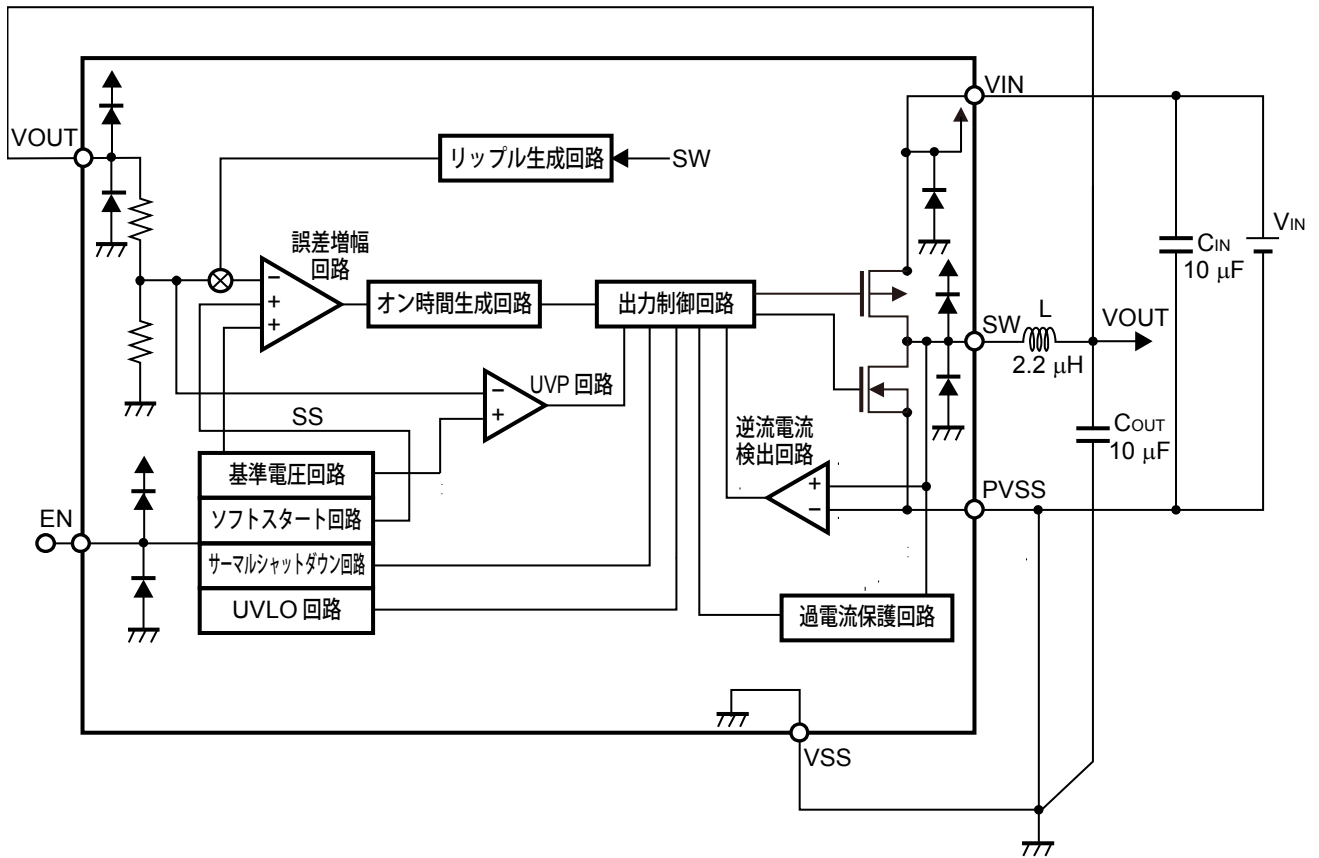 VIN
VOUT
リップル生成回路
SW
誤差増幅
回路
VIN
CIN
10 μF
オン時間生成回路
出力制御回路
SW
L
2.2 μH
VOUT
UVP 回路
SS
逆流電流
検出回路
COUT
10 μF
基準電圧回路
PVSS
EN
ソフトスタート回路
サーマルシャットダウン回路
UVLO 回路
過電流保護回路
VSS